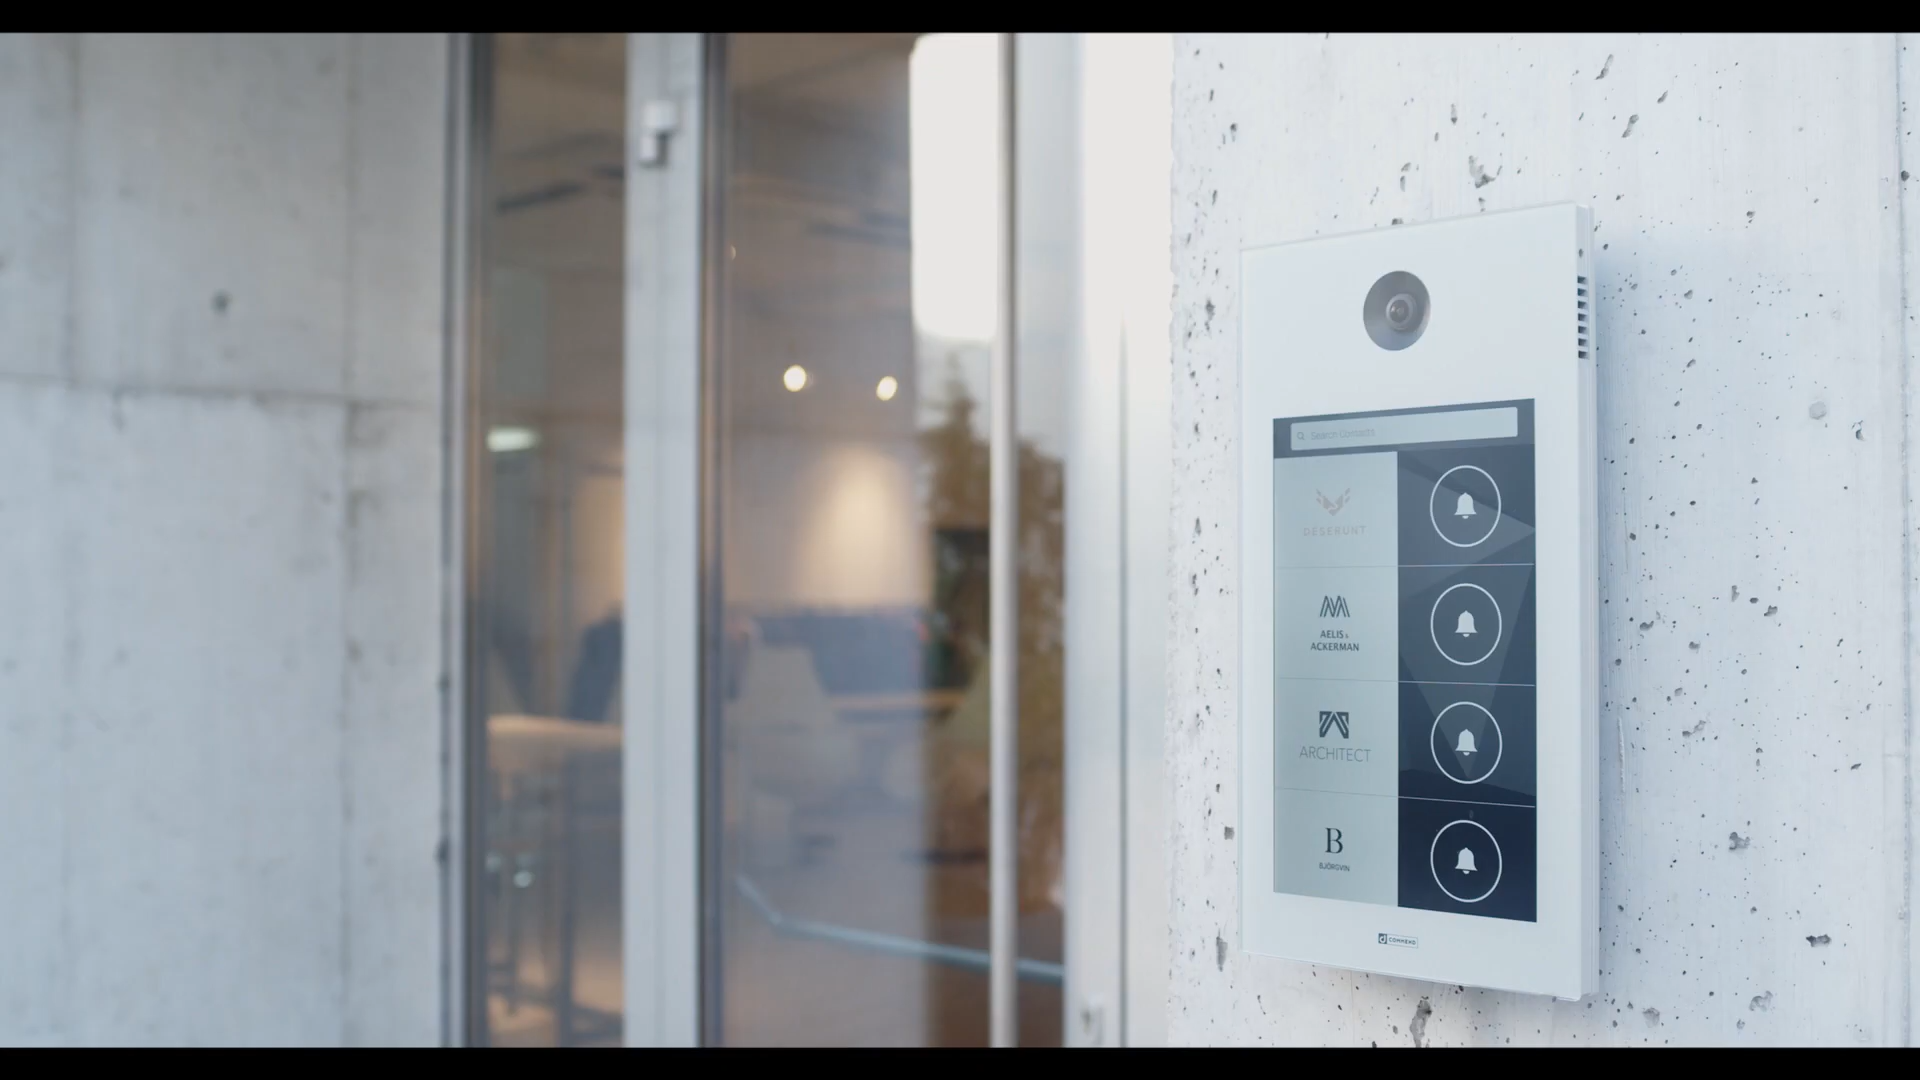 Search Contacts
DESERUNT
AELIS &
ACKERMAN
ARCHITECT
B
BJÖRGVIN
COMMEND